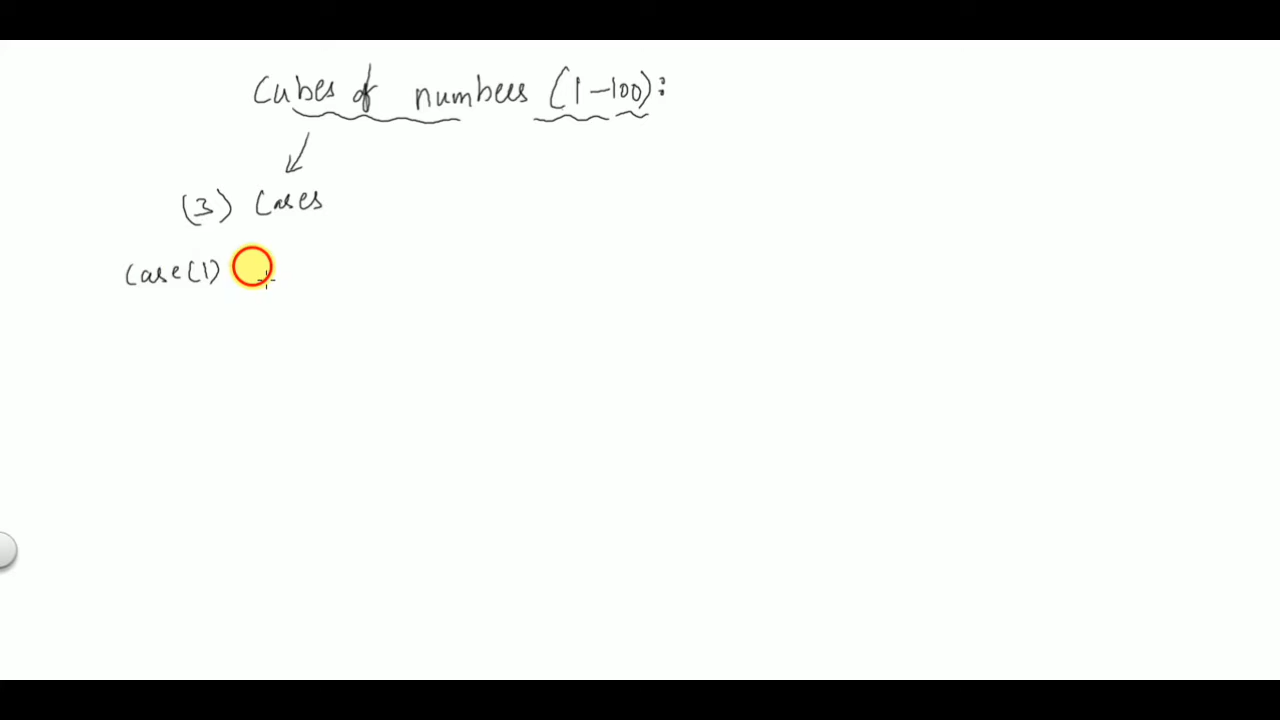 Cubes of numbers (1-100):
(3) Cases
Case(1)